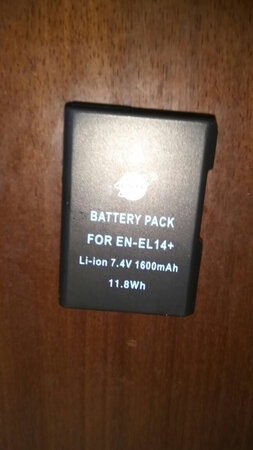 BATTERY PACK
FOR EN-EL14+
Li-ion 7.4V 1600mAh
11.8Wh